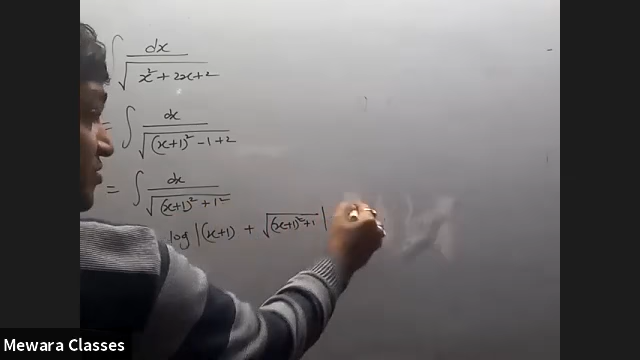 ∫ dx / √(x² + 2x + 2)
= ∫ dx / √((x+1)² - 1 + 2)
= ∫ dx / √((x+1)² + 1²)
log |(x+1) + √((x+1)² + 1)|
Mewara Classes